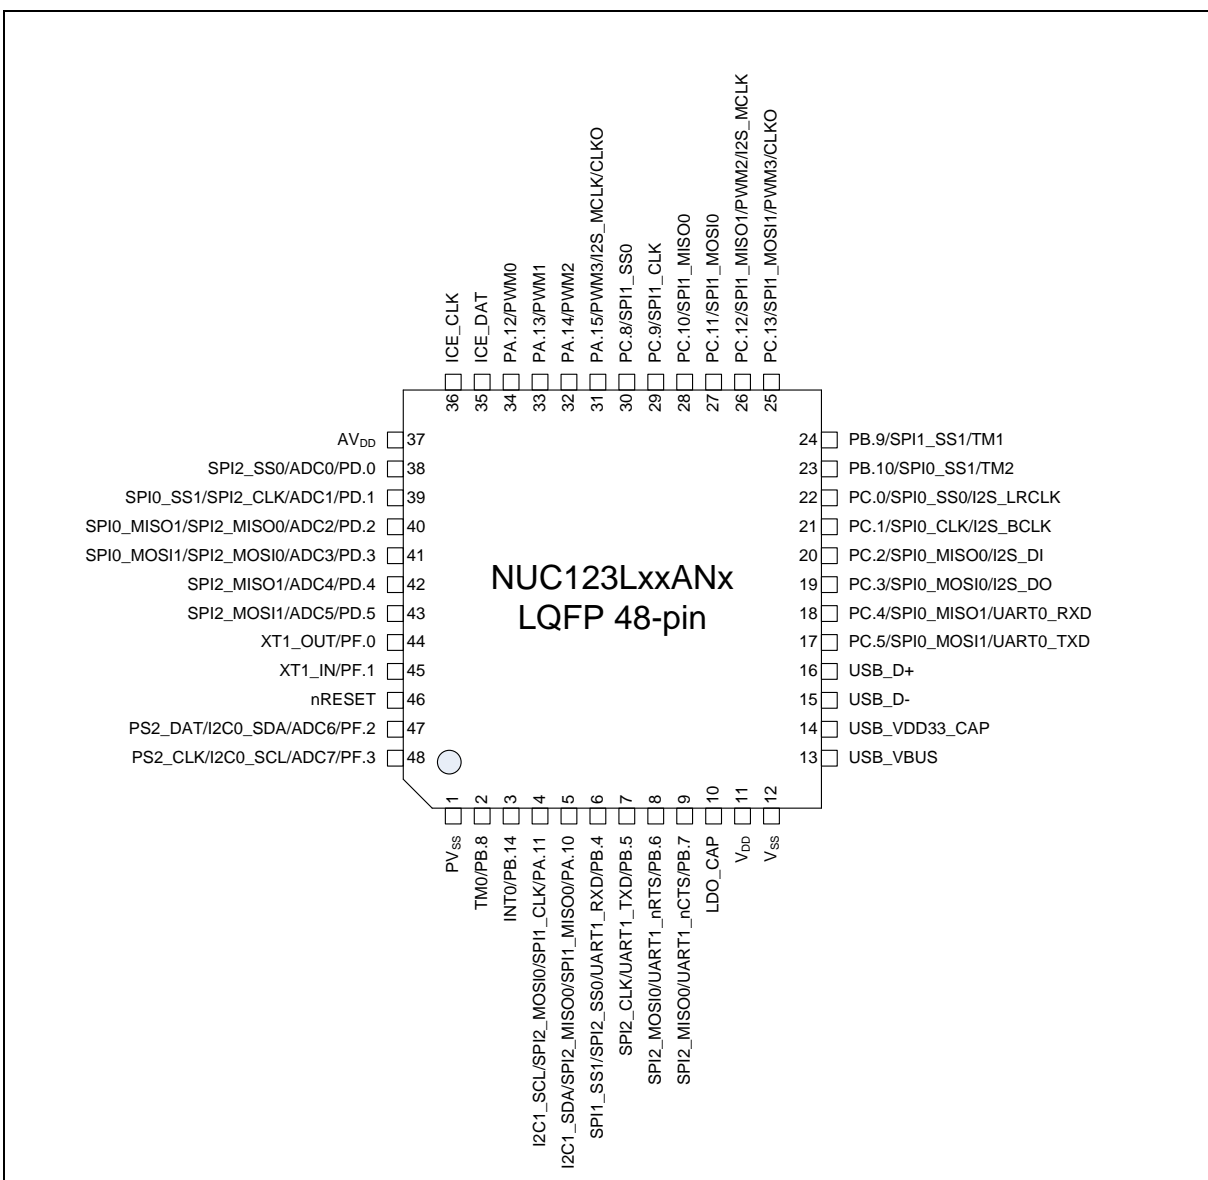 ICE_CLK
ICE_DAT
PA.12/PWM0
PA.13/PWM1
PA.14/PWM2
PA.15/PWM3/I2S_MCLK/CLKO
PC.8/SPI1_SS0
PC.9/SPI1_CLK
PC.10/SPI1_MISO0
PC.11/SPI1_MOSI0
PC.12/SPI1_MISO1/PWM2/I2S_MCLK
PC.13/SPI1_MOSI1/PWM3/CLKO
36
35
34
33
32
31
30
29
28
27
26
25
AVDD 37
SPI2_SS0/ADC0/PD.0 38
SPI0_SS1/SPI2_CLK/ADC1/PD.1 39
SPI0_MISO1/SPI2_MISO0/ADC2/PD.2 40
SPI0_MOSI1/SPI2_MOSI0/ADC3/PD.3 41
SPI2_MISO1/ADC4/PD.4 42
SPI2_MOSI1/ADC5/PD.5 43
XT1_OUT/PF.0 44
XT1_IN/PF.1 45
nRESET 46
PS2_DAT/I2C0_SDA/ADC6/PF.2 47
PS2_CLK/I2C0_SCL/ADC7/PF.3 48
NUC123LxxANx
LQFP 48-pin
24 PB.9/SPI1_SS1/TM1
23 PB.10/SPI0_SS1/TM2
22 PC.0/SPI0_SS0/I2S_LRCLK
21 PC.1/SPI0_CLK/I2S_BCLK
20 PC.2/SPI0_MISO0/I2S_DI
19 PC.3/SPI0_MOSI0/I2S_DO
18 PC.4/SPI0_MISO1/UART0_RXD
17 PC.5/SPI0_MOSI1/UART0_TXD
16 USB_D+
15 USB_D-
14 USB_VDD33_CAP
13 USB_VBUS
1
2
3
4
5
6
7
8
9
10
11
12
PVSS
TM0/PB.8
INT0/PB.14
I2C1_SCL/SPI2_MOSI0/SPI1_CLK/PA.11
I2C1_SDA/SPI2_MISO0/SPI1_MISO0/PA.10
SPI1_SS1/SPI2_SS0/UART1_RXD/PB.4
SPI2_CLK/UART1_TXD/PB.5
SPI2_MOSI0/UART1_nRTS/PB.6
SPI2_MISO0/UART1_nCTS/PB.7
LDO_CAP
VDD
VSS